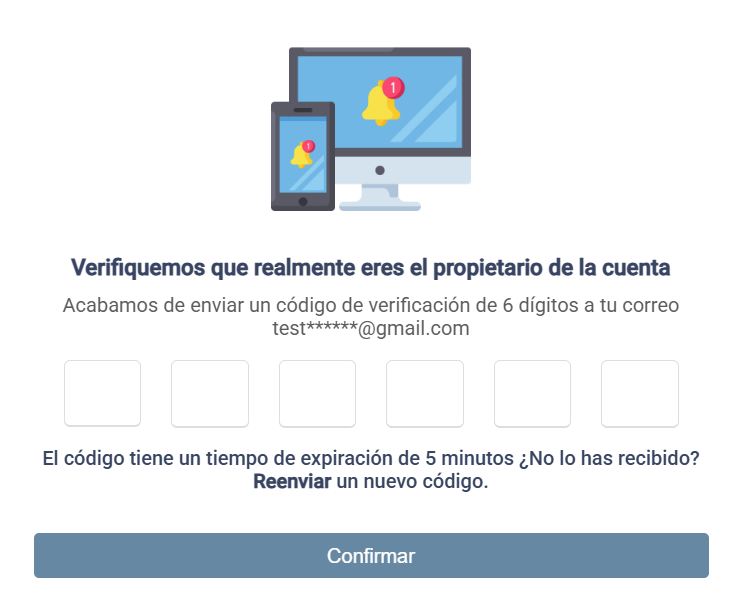 1
1
Verifiquemos que realmente eres el propietario de la cuenta
Acabamos de enviar un código de verificación de 6 dígitos a tu correo
test******@gmail.com
El código tiene un tiempo de expiración de 5 minutos ¿No lo has recibido?
Reenviar un nuevo código.
Confirmar